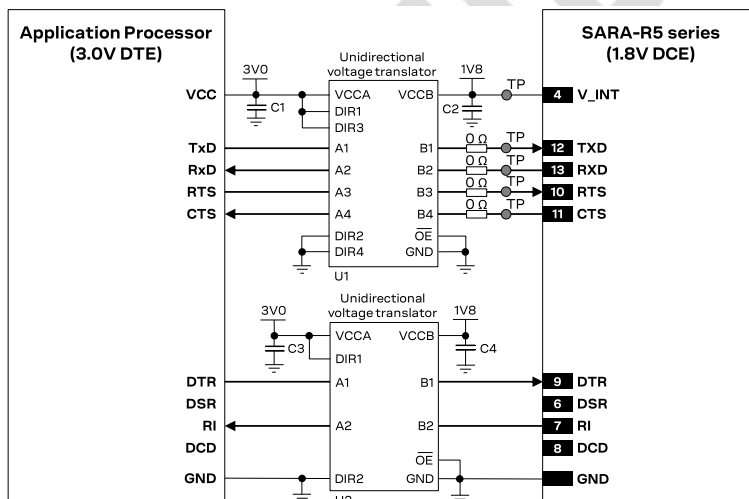 Application Processor
(3.0V DTE)
SARA-R5 series
(1.8V DCE)
Unidirectional
voltage translator
3V0
1V8
VCC
VCCA
VCCB
TP
4
V_INT
C1
DIR1
C2
DIR3
0 Ω
TP
TxD
A1
B1
12
TXD
0 Ω
TP
RxD
A2
B2
13
RXD
0 Ω
TP
RTS
A3
B3
10
RTS
0 Ω
TP
CTS
A4
B4
11
CTS
DIR2
OE
DIR4
GND
U1
Unidirectional
voltage translator
3V0
1V8
VCCA
VCCB
C3
DIR1
C4
DTR
A1
B1
9
DTR
DSR
6
DSR
RI
A2
B2
7
RI
DCD
8
DCD
OE
GND
DIR2
GND
GND